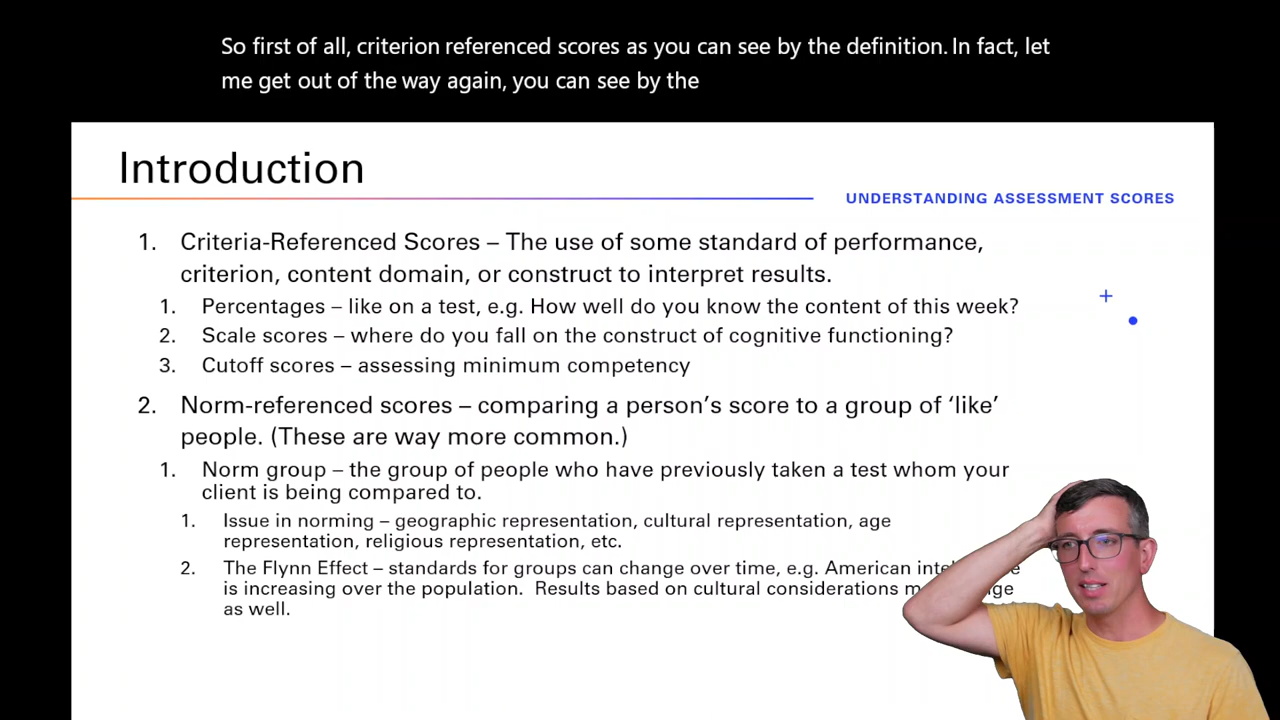 So first of all, criterion referenced scores as you can see by the definition. In fact, let
me get out of the way again, you can see by the
Introduction
UNDERSTANDING ASSESSMENT SCORES
1. Criteria-Referenced Scores – The use of some standard of performance,
criterion, content domain, or construct to interpret results.
1. Percentages – like on a test, e.g. How well do you know the content of this week?
2. Scale scores – where do you fall on the construct of cognitive functioning?
3. Cutoff scores – assessing minimum competency
2. Norm-referenced scores – comparing a person’s score to a group of ‘like’
people. (These are way more common.)
1. Norm group – the group of people who have previously taken a test whom your
client is being compared to.
1. Issue in norming – geographic representation, cultural representation, age
representation, religious representation, etc.
2. The Flynn Effect – standards for groups can change over time, e.g. American
is increasing over the population. Results based on cultural considerations
as well.